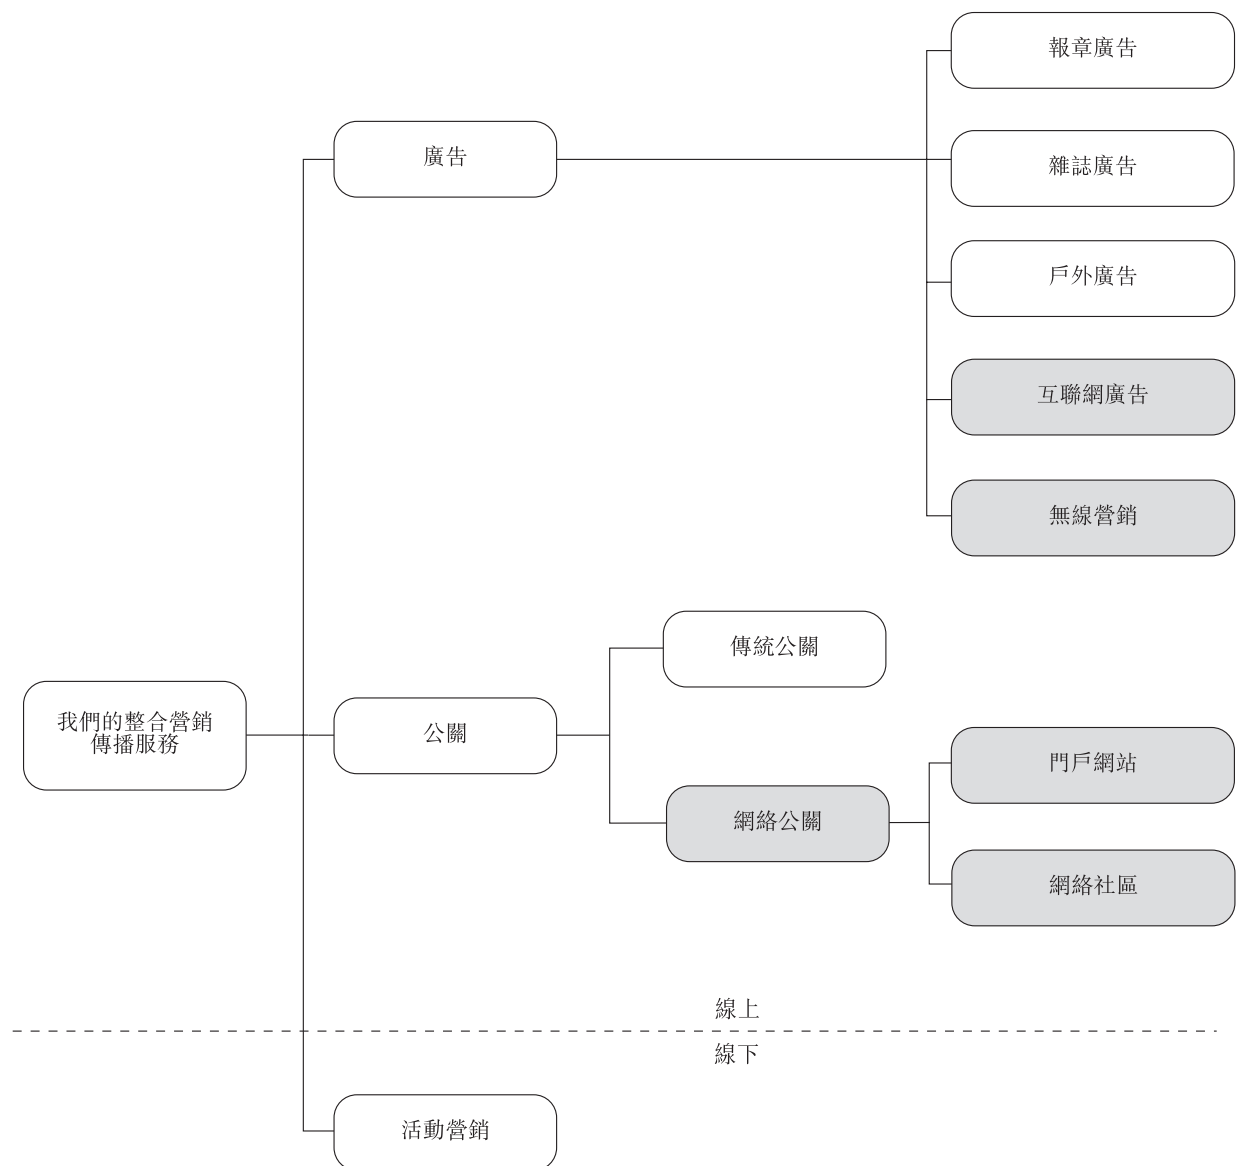 報章廣告
廣告
雜誌廣告
戶外廣告
互聯網廣告
無線營銷
傳統公關
我們的整合營銷
傳播服務
公關
門戶網站
網絡公關
網絡社區
線上
線下
活動營銷